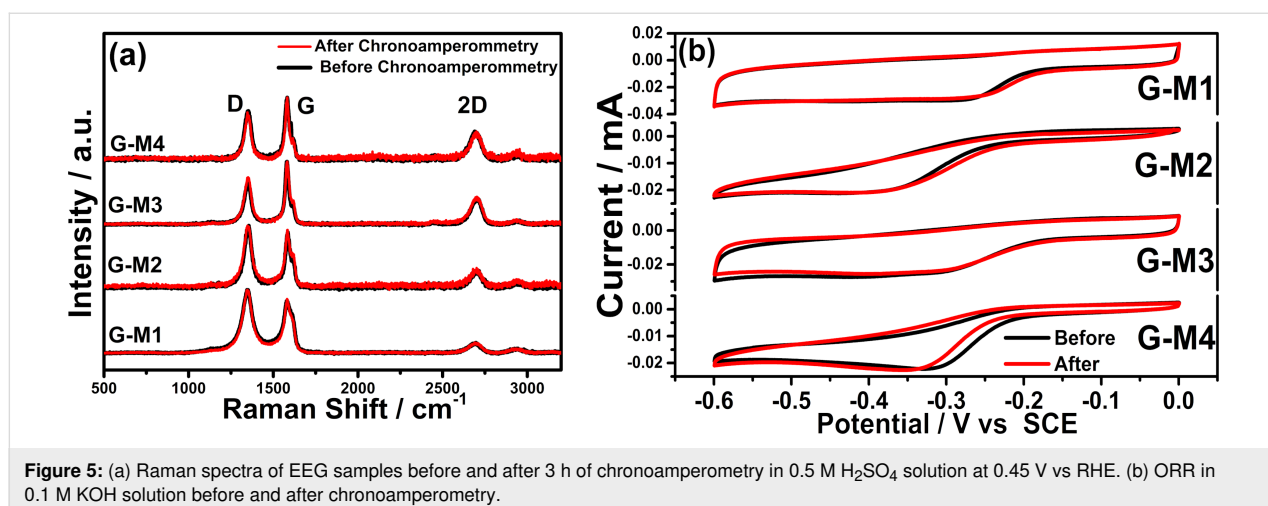 (a)
After Chronoamperommetry
Before Chronoamperommetry
D
G
2D
G-M4
G-M3
G-M2
G-M1
Intensity / a.u.
500 1000 1500 2000 2500 3000
Raman Shift / cm⁻¹
(b)
0.02
0.00
-0.02
-0.04
G-M1
0.00
-0.01
-0.02
G-M2
0.00
-0.02
G-M3
0.00
-0.01
-0.02
G-M4
Before
After
Current / mA
-0.6 -0.5 -0.4 -0.3 -0.2 -0.1 0.0
Potential / V vs SCE
Figure 5: (a) Raman spectra of EEG samples before and after 3 h of chronoamperometry in 0.5 M H₂SO₄ solution at 0.45 V vs RHE. (b) ORR in
0.1 M KOH solution before and after chronoamperometry.